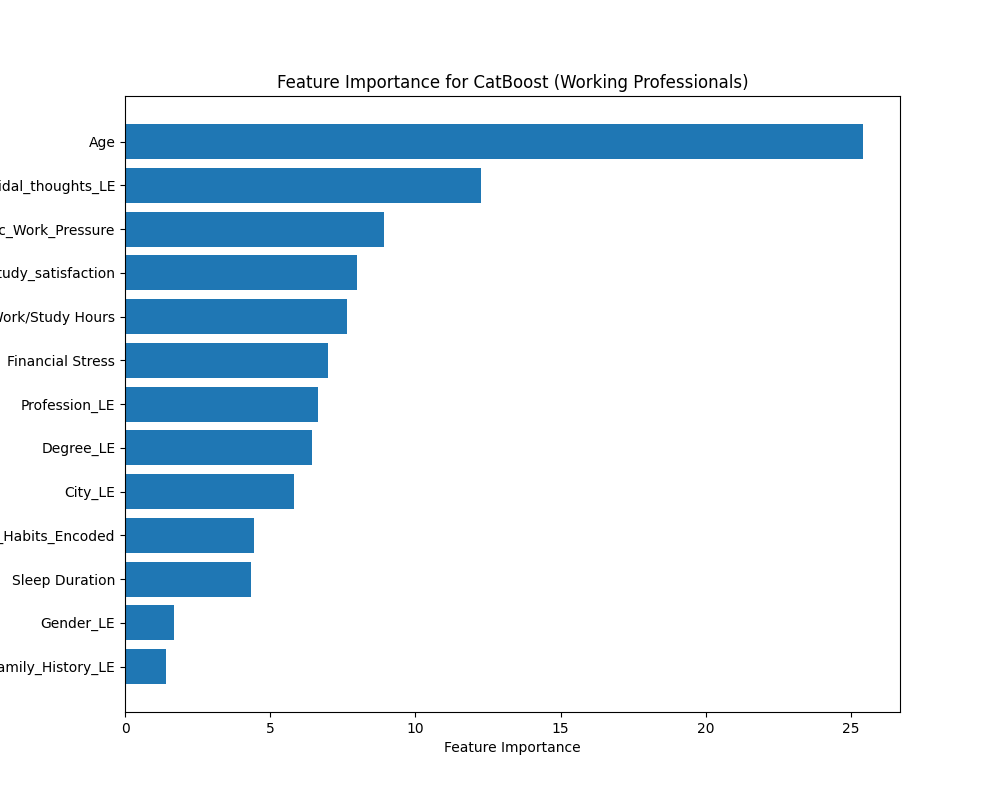 Feature Importance for CatBoost (Working Professionals)
Age
idal_thoughts_LE
c_Work_Pressure
tudy_satisfaction
Work/Study Hours
Financial Stress
Profession_LE
Degree_LE
City_LE
_Habits_Encoded
Sleep Duration
Gender_LE
amily_History_LE
0 5 10 15 20 25
Feature Importance